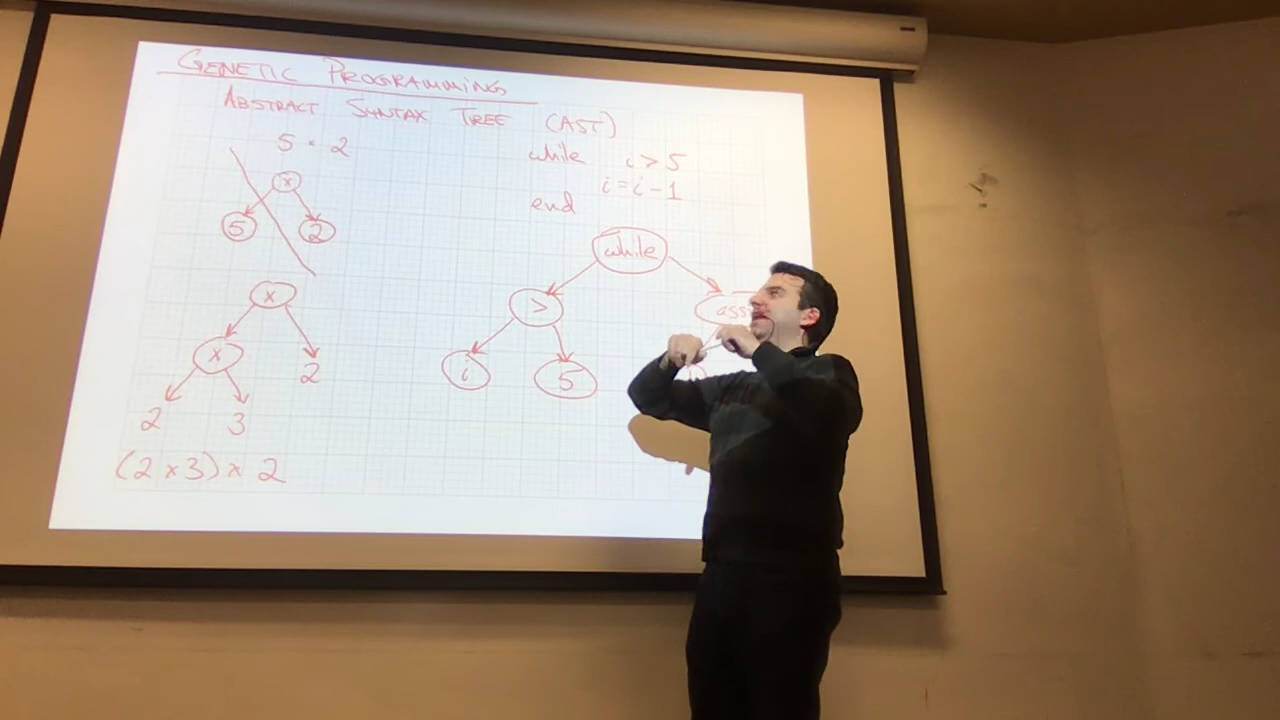 GENETIC PROGRAMMING
ABSTRACT SYNTAX TREE (AST)
5 × 2
×
5 2
×
× 2
2 3
(2 × 3) × 2
while i > 5
i = i - 1
end
while
>
i 5